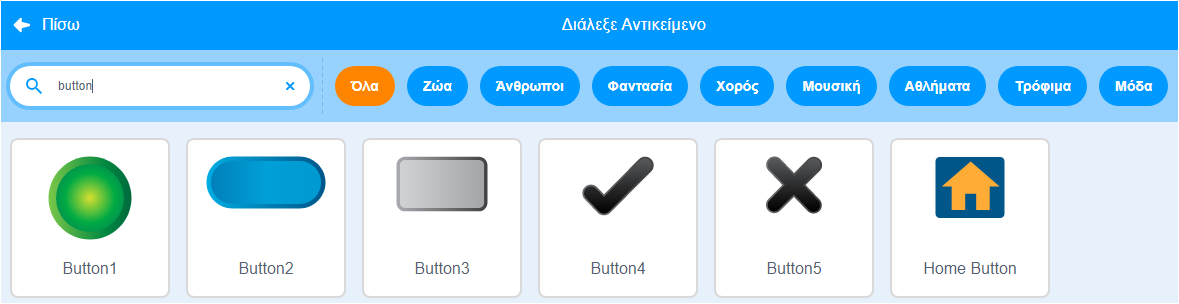 Πίσω
Διάλεξε Αντικείμενο
button
Όλα
Ζώα
Άνθρωποι
Φαντασία
Χορός
Μουσική
Αθλήματα
Τρόφιμα
Μόδα
Button1
Button2
Button3
Button4
Button5
Home Button